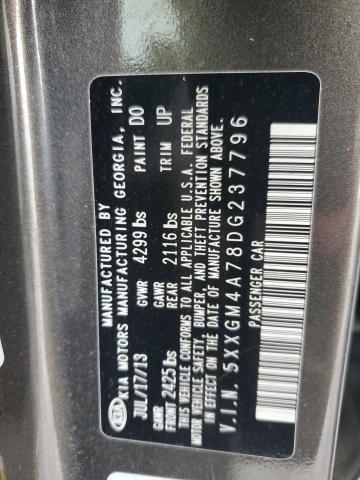 MANUFACTURED BY
KIA MOTORS MANUFACTURING GEORGIA, INC.
KIA
JUL/17/13 GVWR 4299 lbs PAINT DO
GAWR FRONT 2425 lbs GAWR REAR 2116 lbs TRIM UP
THIS VEHICLE CONFORMS TO ALL APPLICABLE U.S.A. FEDERAL
MOTOR VEHICLE SAFETY, BUMPER, AND THEFT PREVENTION STANDARDS
IN EFFECT ON THE DATE OF MANUFACTURE SHOWN ABOVE.
V.I.N. 5XXGM4A78DG237796
PASSENGER CAR